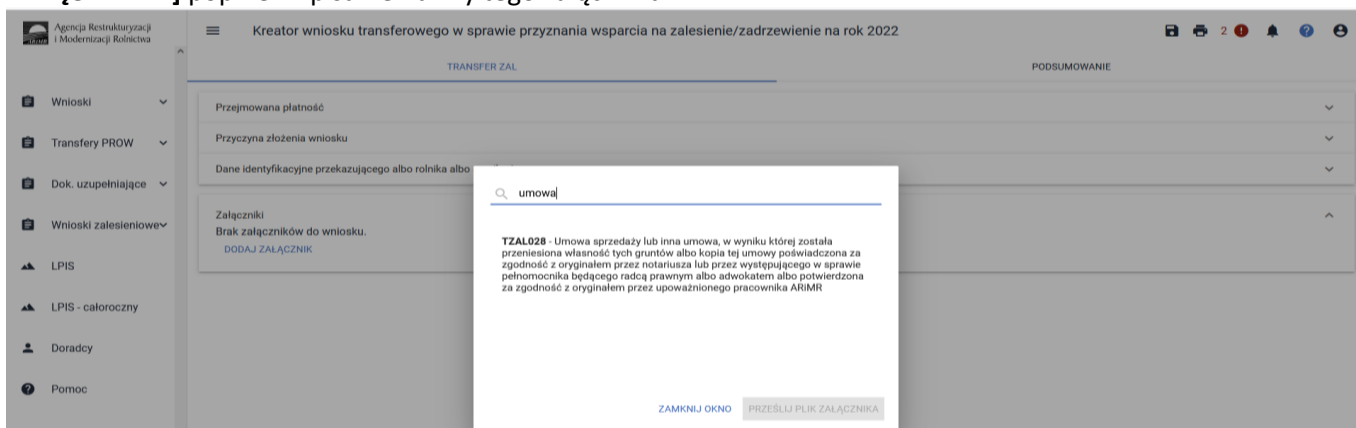 Agencja Restrukturyzacji
i Modernizacji Rolnictwa
Kreator wniosku transferowego w sprawie przyznania wsparcia na zalesienie/zadrzewienie na rok 2022
2
TRANSFER ZAL
PODSUMOWANIE
Wnioski
Transfery PROW
Dok. uzupełniające
Wnioski zalesieniowe
LPIS
LPIS - całoroczny
Doradcy
Pomoc
Przejmowana płatność
Przyczyna złożenia wniosku
Dane identyfikacyjne przekazującego albo rolnika albo
Załączniki
Brak załączników do wniosku.
DODAJ ZAŁĄCZNIK
umowa
TZAL028 - Umowa sprzedaży lub inna umowa, w wyniku której została
przeniesiona własność tych gruntów albo kopia tej umowy poświadczona za
zgodność z oryginałem przez notariusza lub przez występującego w sprawie
pełnomocnika będącego radcą prawnym albo adwokatem albo potwierdzona
za zgodność z oryginałem przez upoważnionego pracownika ARiMR
ZAMKNIJ OKNO
PRZEŚLIJ PLIK ZAŁĄCZNIKA